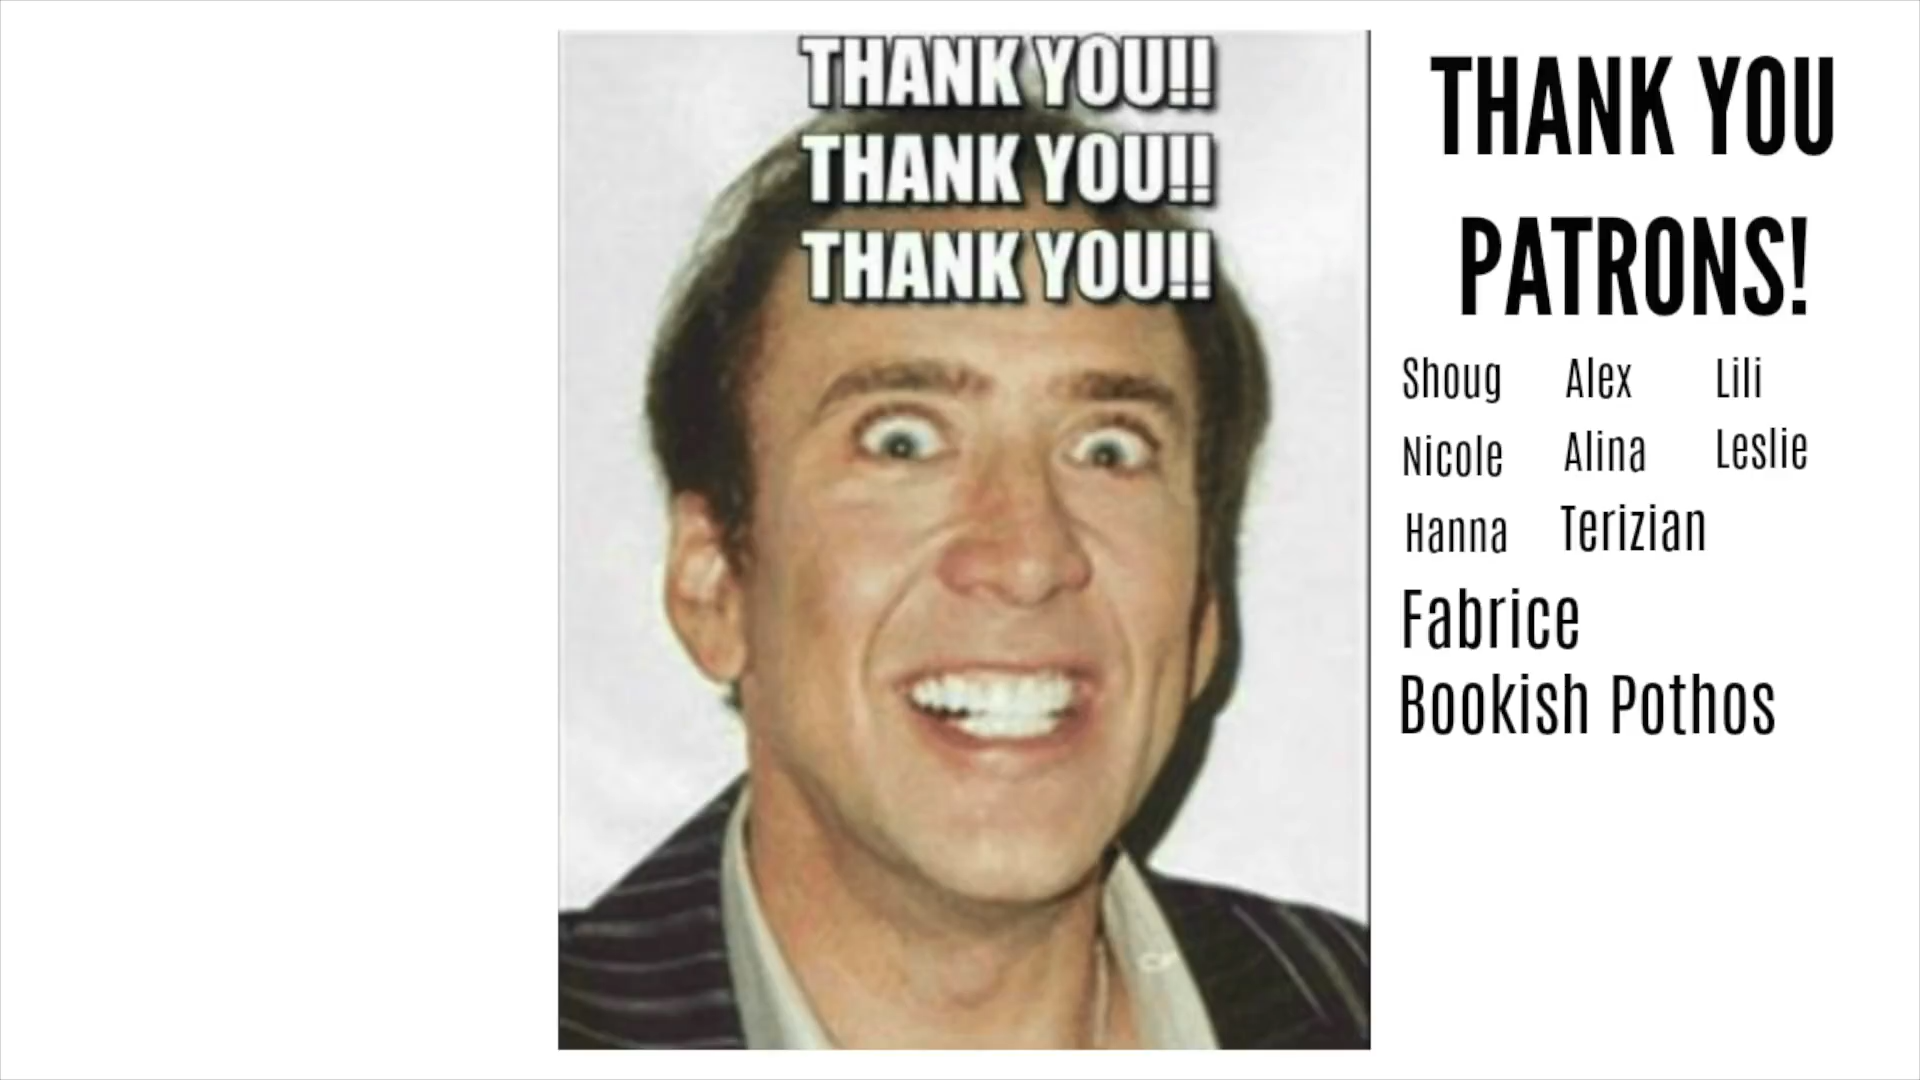 THANK YOU!!
THANK YOU!!
THANK YOU!!
THANK YOU
PATRONS!
Shoug Alex Lili
Nicole Alina Leslie
Hanna Terizian
Fabrice
Bookish Pothos